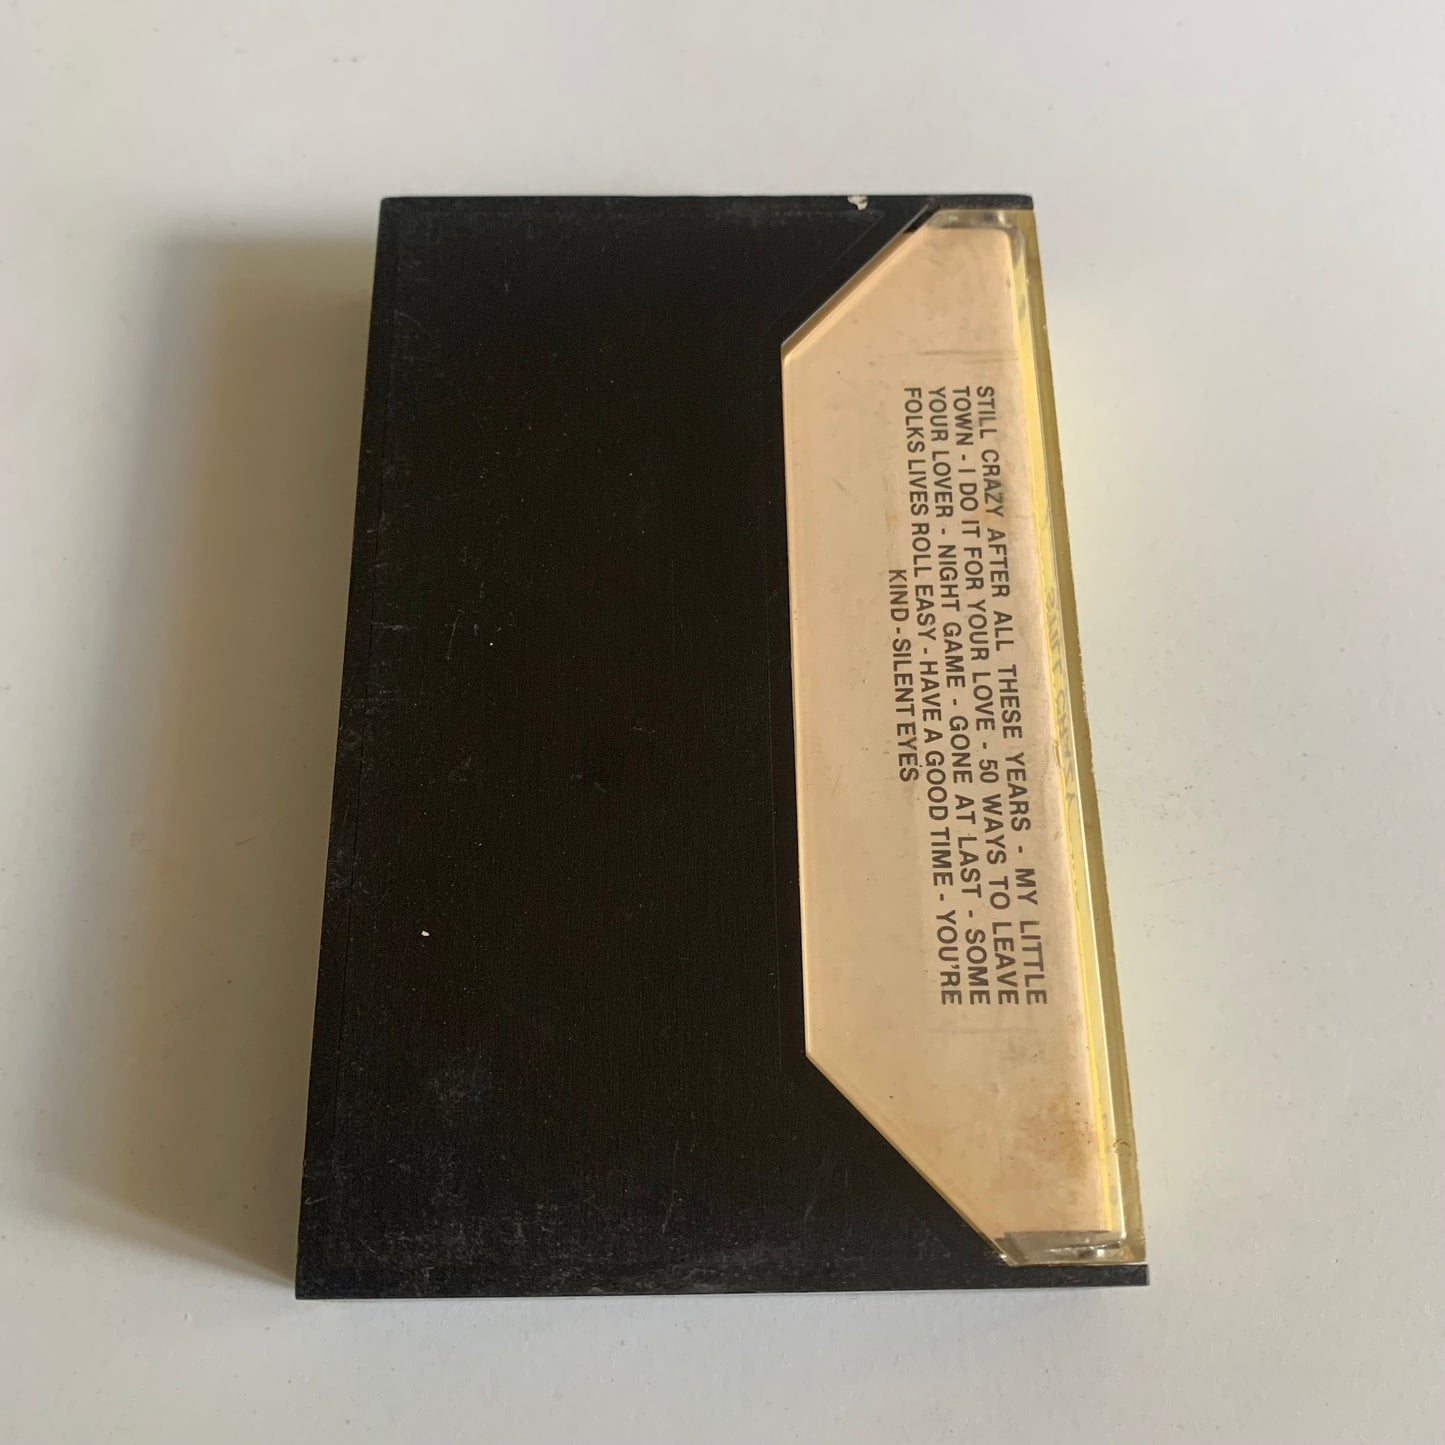 STILL CRAZY AFTER ALL THESE YEARS - MY LITTLE
TOWN - I DO IT FOR YOUR LOVE - 50 WAYS TO LEAVE
YOUR LOVER - NIGHT GAME - GONE AT LAST - SOME
FOLKS LIVES ROLL EASY - HAVE A GOOD TIME - YOU'RE
KIND - SILENT EYES